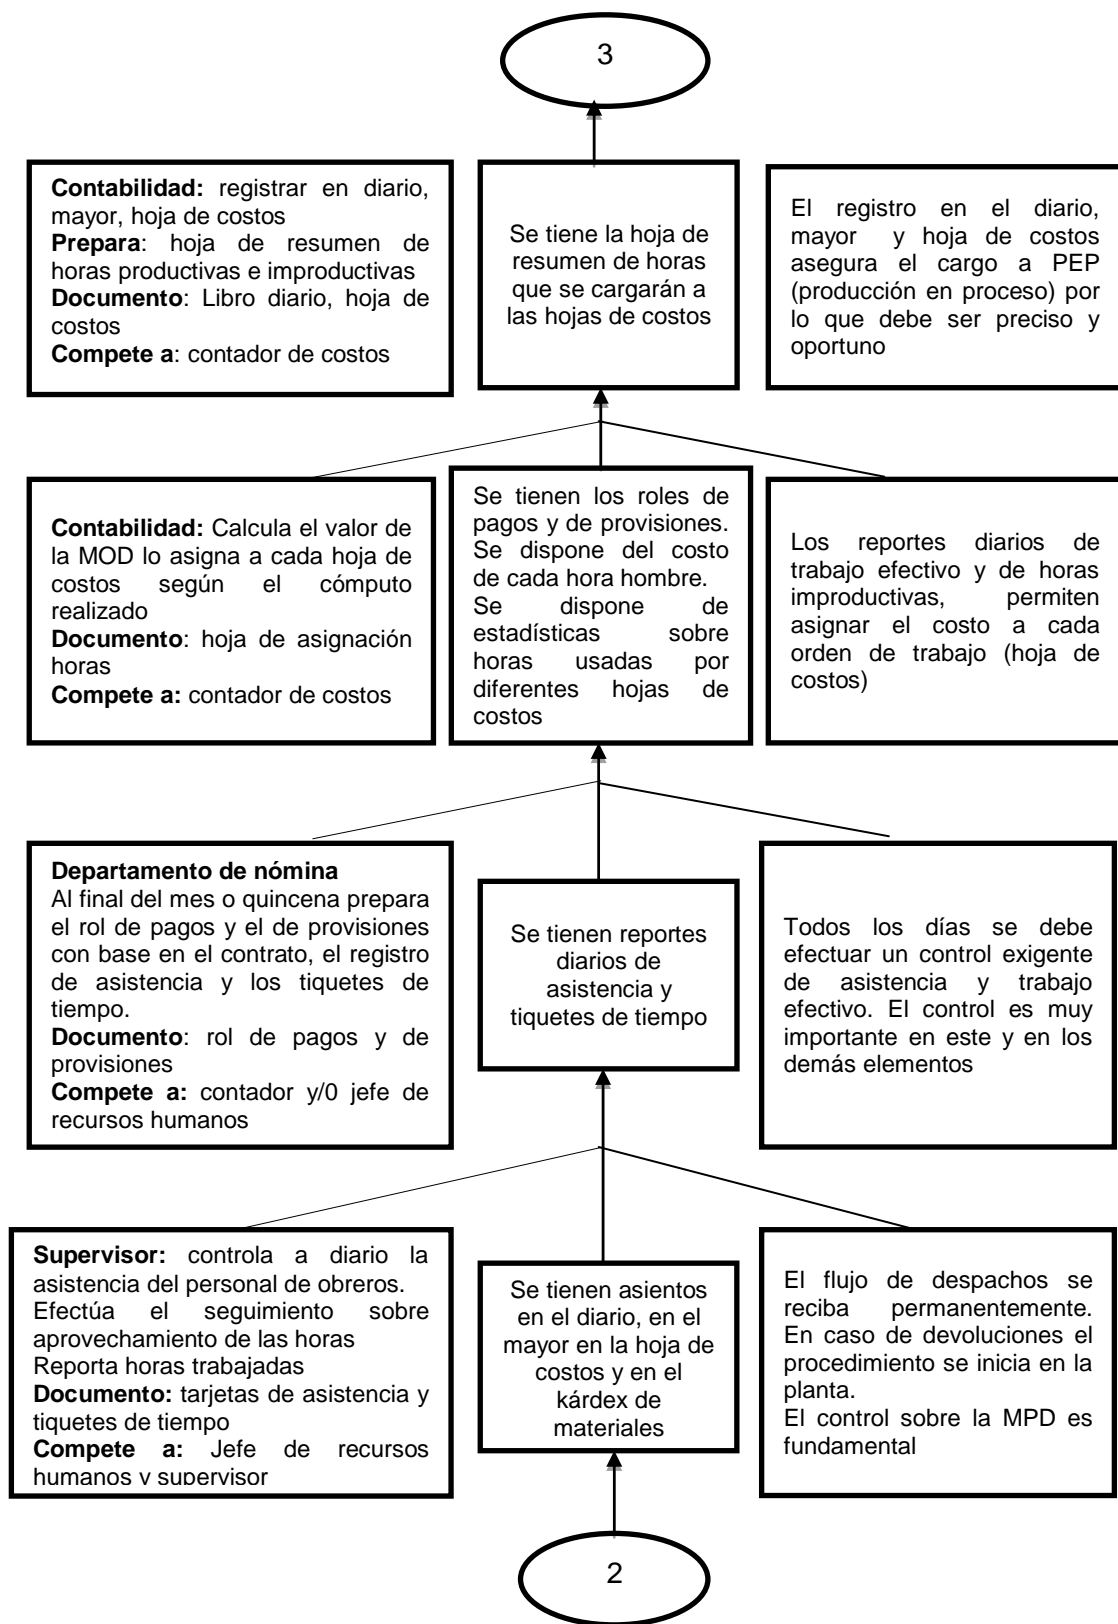 3
Contabilidad: registrar en diario,
mayor, hoja de costos
Prepara: hoja de resumen de
horas productivas e improductivas
Documento: Libro diario, hoja de
costos
Compete a: contador de costos
Se tiene la hoja de
resumen de horas
que se cargarán a
las hojas de costos
El registro en el diario,
mayor y hoja de costos
asegura el cargo a PEP
(producción en proceso) por
lo que debe ser preciso y
oportuno
Contabilidad: Calcula el valor de
la MOD lo asigna a cada hoja de
costos según el cómputo
realizado
Documento: hoja de asignación
horas
Compete a: contador de costos
Se tienen los roles de
pagos y de provisiones.
Se dispone del costo
de cada hora hombre.
Se dispone de
estadísticas sobre
horas usadas por
diferentes hojas de
costos
Los reportes diarios de
trabajo efectivo y de horas
improductivas, permiten
asignar el costo a cada
orden de trabajo (hoja de
costos)
Departamento de nómina
Al final del mes o quincena prepara
el rol de pagos y el de provisiones
con base en el contrato, el registro
de asistencia y los tiquetes de
tiempo.
Documento: rol de pagos y de
provisiones
Compete a: contador y/0 jefe de
recursos humanos
Se tienen reportes
diarios de
asistencia y
tiquetes de tiempo
Todos los días se debe
efectuar un control exigente
de asistencia y trabajo
efectivo. El control es muy
importante en este y en los
demás elementos
Supervisor: controla a diario la
asistencia del personal de obreros.
Efectúa el seguimiento sobre
aprovechamiento de las horas
Reporta horas trabajadas
Documento: tarjetas de asistencia y
tiquetes de tiempo
Compete a: Jefe de recursos
humanos y supervisor
Se tienen asientos
en el diario, en el
mayor en la hoja de
costos y en el
kárdex de
materiales
El flujo de despachos se
reciba permanentemente.
En caso de devoluciones el
procedimiento se inicia en la
planta.
El control sobre la MPD es
fundamental
2